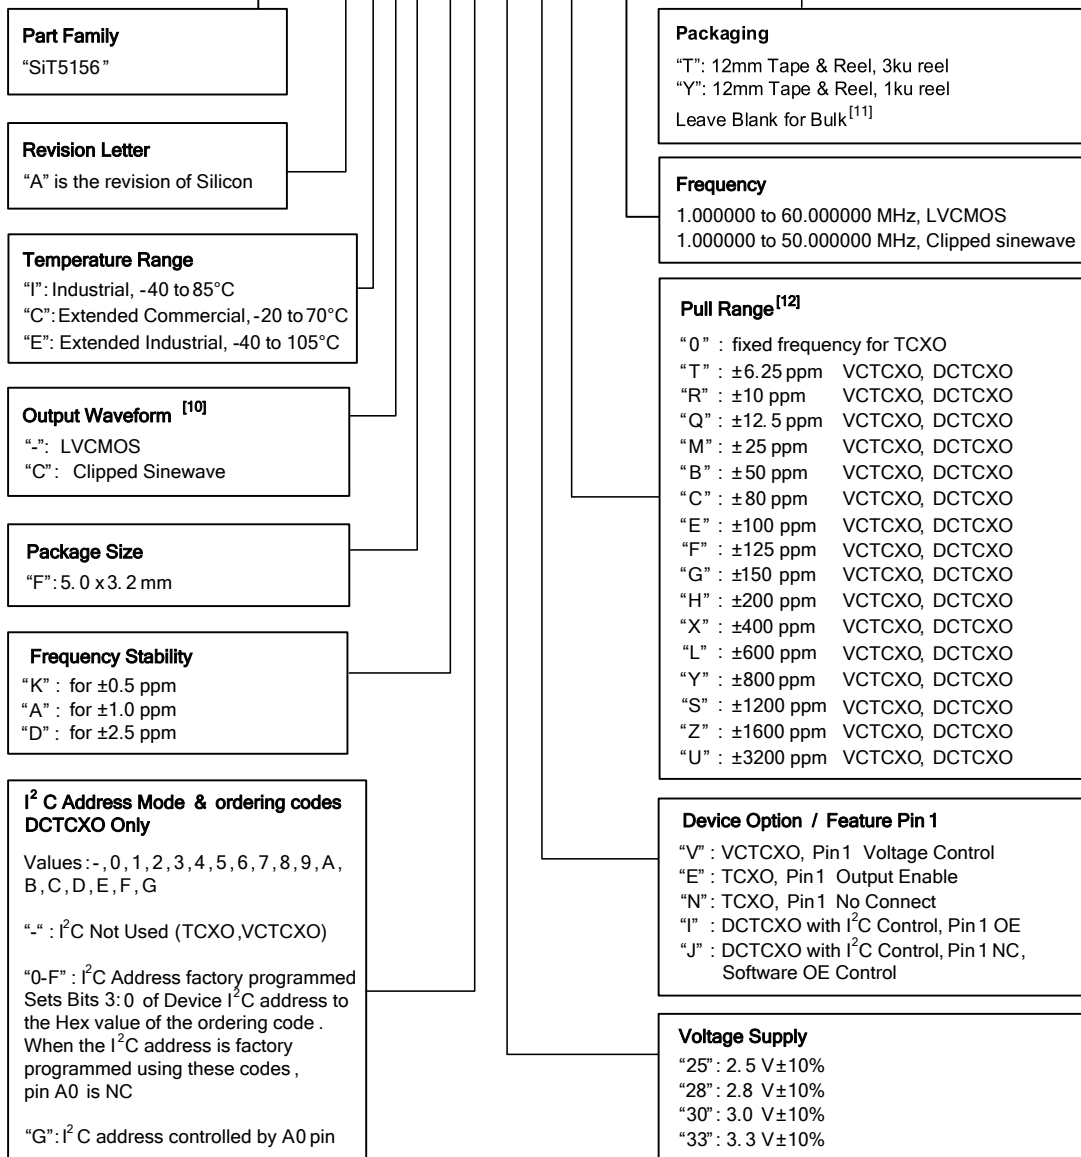 Part Family
“SiT5156”
Revision Letter
“A” is the revision of Silicon
Temperature Range
“I”: Industrial, -40 to 85°C
“C”: Extended Commercial, -20 to 70°C
“E”: Extended Industrial, -40 to 105°C
Output Waveform [10]
“-”: LVCMOS
“C”: Clipped Sinewave
Package Size
“F”: 5.0 x 3.2 mm
Frequency Stability
“K” : for ±0.5 ppm
“A” : for ±1.0 ppm
“D” : for ±2.5 ppm
I² C Address Mode & ordering codes
DCTCXO Only
Values :-,0,1,2,3,4,5,6,7,8,9,A,
B,C,D,E,F,G
“-“ : I²C Not Used (TCXO ,VCTCXO)
“0-F” : I²C Address factory programmed
Sets Bits 3:0 of Device I²C address to
the Hex value of the ordering code .
When the I²C address is factory
programmed using these codes ,
pin A0 is NC
“G”: I² C address controlled by A0 pin
Packaging
“T”: 12mm Tape & Reel, 3ku reel
“Y”: 12mm Tape & Reel, 1ku reel
Leave Blank for Bulk[11]
Frequency
1.000000 to 60.000000 MHz, LVCMOS
1.000000 to 50.000000 MHz, Clipped sinewave
Pull Range[12]
“0” : fixed frequency for TCXO
“T” : ±6.25 ppm VCTCXO, DCTCXO
“R” : ±10 ppm VCTCXO, DCTCXO
“Q” : ±12.5 ppm VCTCXO, DCTCXO
“M” : ±25 ppm VCTCXO, DCTCXO
“B” : ±50 ppm VCTCXO, DCTCXO
“C” : ±80 ppm VCTCXO, DCTCXO
“E” : ±100 ppm VCTCXO, DCTCXO
“F” : ±125 ppm VCTCXO, DCTCXO
“G” : ±150 ppm VCTCXO, DCTCXO
“H” : ±200 ppm VCTCXO, DCTCXO
“X” : ±400 ppm VCTCXO, DCTCXO
“L” : ±600 ppm VCTCXO, DCTCXO
“Y” : ±800 ppm VCTCXO, DCTCXO
“S” : ±1200 ppm VCTCXO, DCTCXO
“Z” : ±1600 ppm VCTCXO, DCTCXO
“U” : ±3200 ppm VCTCXO, DCTCXO
Device Option / Feature Pin 1
“V” : VCTCXO, Pin1 Voltage Control
“E” : TCXO, Pin1 Output Enable
“N” : TCXO, Pin1 No Connect
“I” : DCTCXO with I²C Control, Pin 1 OE
“J” : DCTCXO with I²C Control, Pin 1 NC,
Software OE Control
Voltage Supply
“25”: 2.5 V±10%
“28”: 2.8 V±10%
“30”: 3.0 V±10%
“33”: 3.3 V±10%